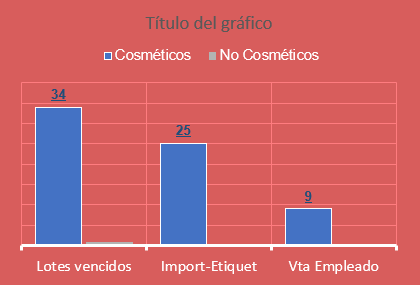 Título del gráfico
Cosméticos No Cosméticos
34
25
9
Lotes vencidos Import-Etiquet Vta Empleado